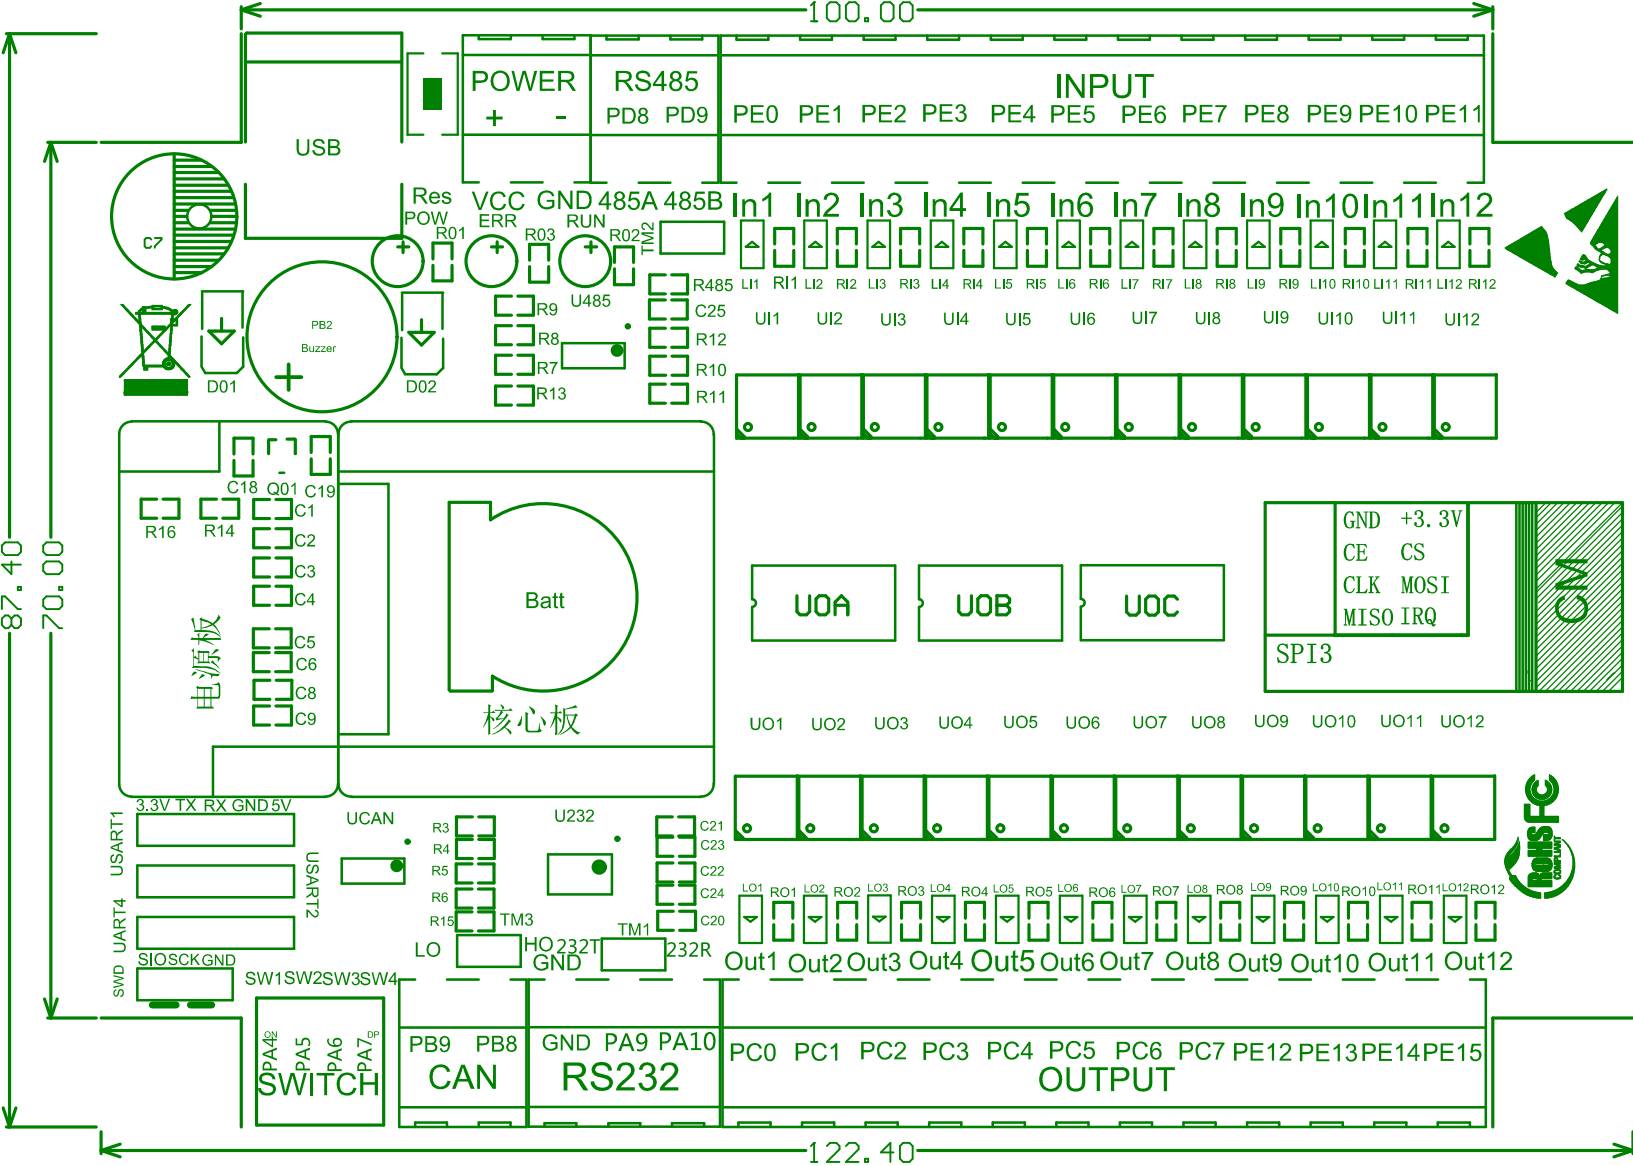 100.00
POWER RS485 INPUT
+ - PD8 PD9 PE0 PE1 PE2 PE3 PE4 PE5 PE6 PE7 PE8 PE9 PE10 PE11
USB
Res VCC GND 485A 485B In1 In2 In3 In4 In5 In6 In7 In8 In9 In10 In11 In12
POW ERR RUN
R01 R03 R02 TM2
C7
R485 LI1 RI1 LI2 RI2 LI3 RI3 LI4 RI4 LI5 RI5 LI6 RI6 LI7 RI7 LI8 RI8 LI9 RI9 LI10 RI10 LI11 RI11 LI12 RI12
U485
R9 C25 UI1 UI2 UI3 UI4 UI5 UI6 UI7 UI8 UI9 UI10 UI11 UI12
PB2
R8 R12
Buzzer
R7 R10
D01 D02 R13 R11
C18 Q01 C19
R16 R14 C1
C2
C3
C4
C5
C6
C8
C9
电源板
Batt
核心板
87.40
70.00
UOA UOB UOC
GND +3.3V
CE CS
CLK MOSI
MISO IRQ
SPI3
CM
UO1 UO2 UO3 UO4 UO5 UO6 UO7 UO8 UO9 UO10 UO11 UO12
3.3V TX RX GND 5V
USART1
USART2
UART4
UCAN U232
R3 C21
R4 C23
R5 C22
R6 C24
R15 TM3 C20
TM1
FC
RoHS
COMPLIANT
LO1 RO1 LO2 RO2 LO3 RO3 LO4 RO4 LO5 RO5 LO6 RO6 LO7 RO7 LO8 RO8 LO9 RO9 LO10 RO10 LO11 RO11 LO12 RO12
LO HO 232T GND 232R
SWD
SIO SCK GND
Out1 Out2 Out3 Out4 Out5 Out6 Out7 Out8 Out9 Out10 Out11 Out12
SW1 SW2 SW3 SW4
ON DP
PA4 PA5 PA6 PA7
SWITCH
PB9 PB8 GND PA9 PA10 PC0 PC1 PC2 PC3 PC4 PC5 PC6 PC7 PE12 PE13 PE14 PE15
CAN RS232 OUTPUT
122.40